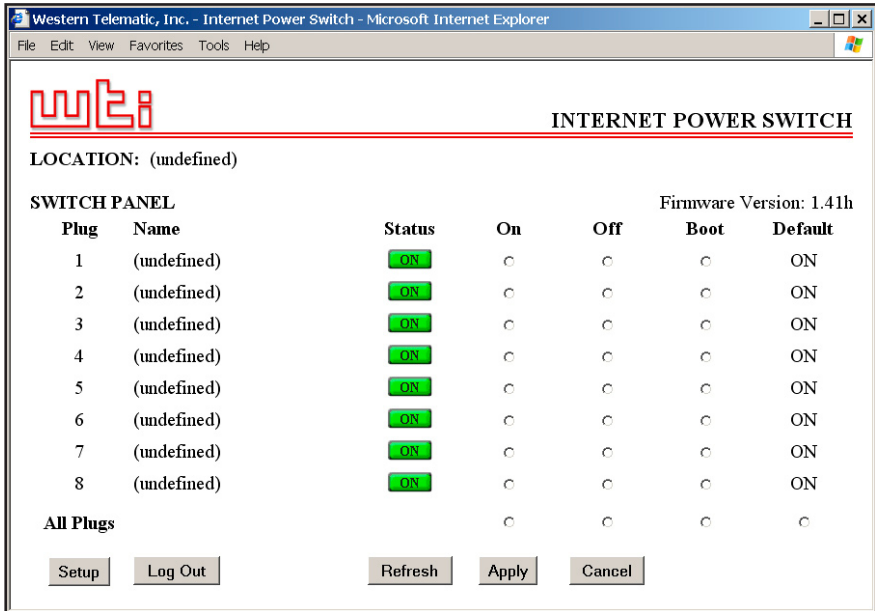 Western Telematic, Inc. - Internet Power Switch - Microsoft Internet Explorer
File Edit View Favorites Tools Help
wti
INTERNET POWER SWITCH
LOCATION: (undefined)
SWITCH PANEL Firmware Version: 1.41h
Plug Name Status On Off Boot Default
1 (undefined) ON ON
2 (undefined) ON ON
3 (undefined) ON ON
4 (undefined) ON ON
5 (undefined) ON ON
6 (undefined) ON ON
7 (undefined) ON ON
8 (undefined) ON ON
All Plugs
Setup Log Out Refresh Apply Cancel